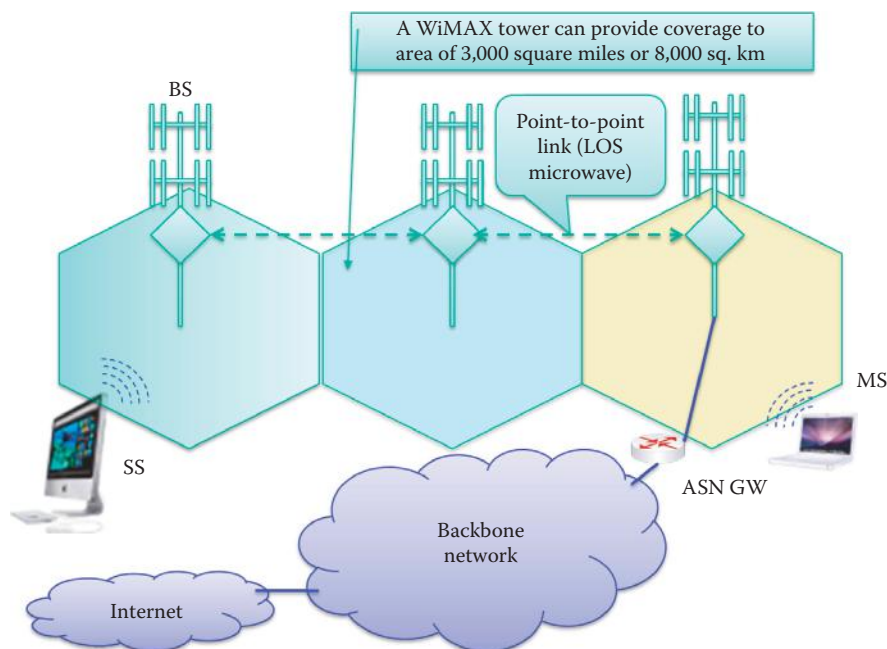 A WiMAX tower can provide coverage to
area of 3,000 square miles or 8,000 sq. km
BS
Point-to-point
link (LOS
microwave)
MS
SS
ASN GW
Backbone
network
Internet